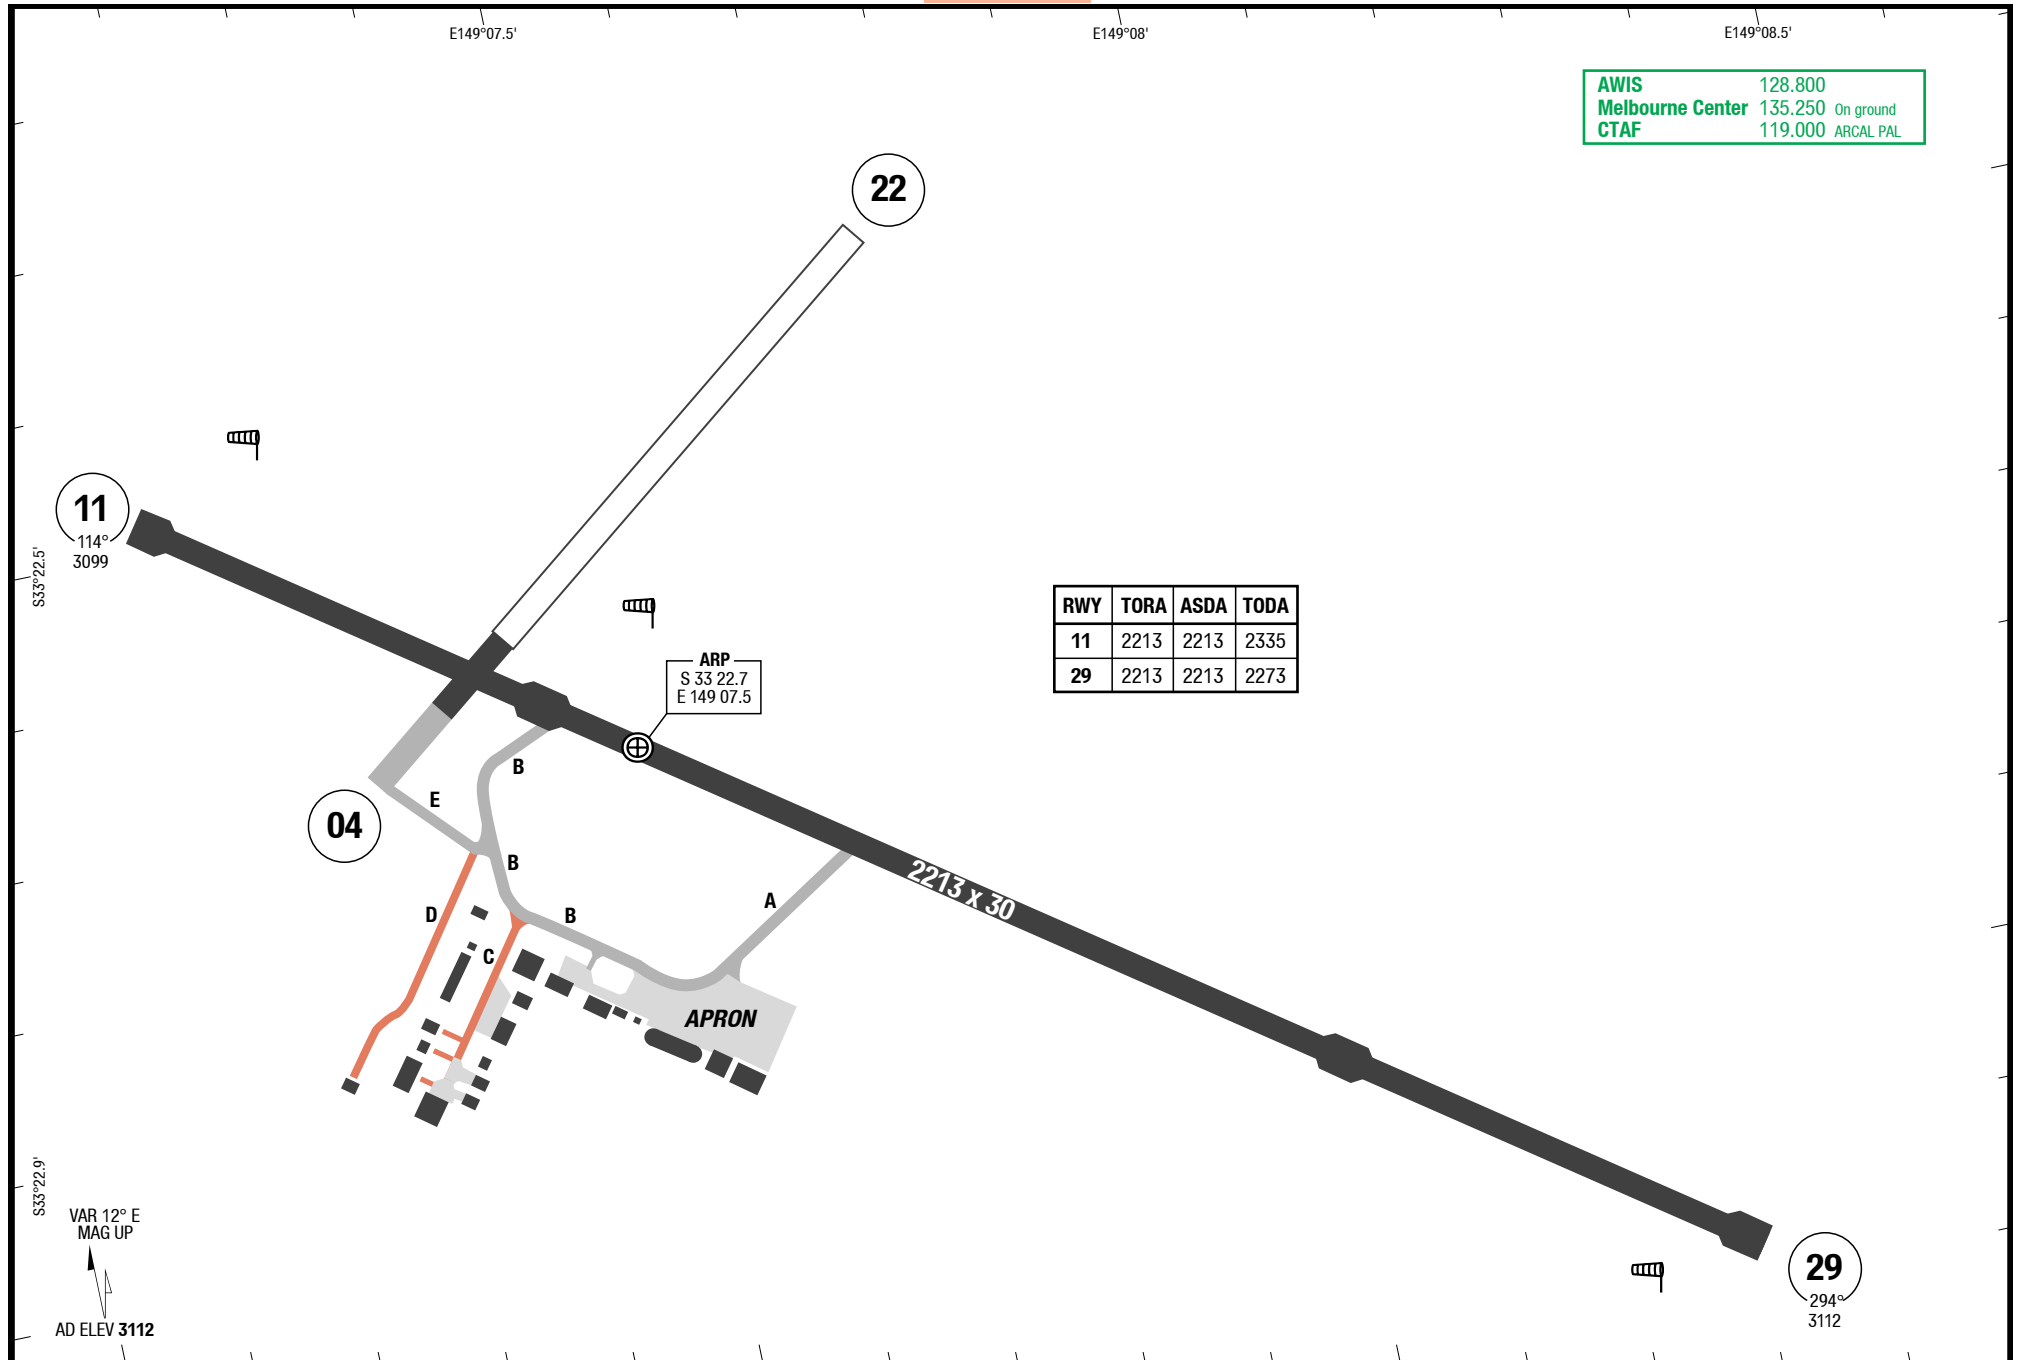 E149°07.5'
E149°08'
E149°08.5'
AWIS 128.800
Melbourne Center 135.250 On ground
CTAF 119.000 ARCAL PAL
22
11
114°
3099
S33°22.5'
ARP
S 33 22.7
E 149 07.5
RWY TORA ASDA TODA
11 2213 2213 2335
29 2213 2213 2273
B
E
04
B
2213 x 30
A
D
B
C
APRON
S33°22.9'
VAR 12° E
MAG UP
AD ELEV 3112
29
294°
3112